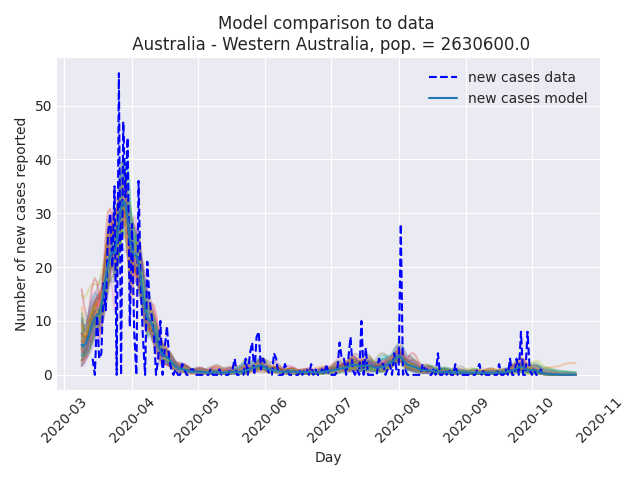 Model comparison to data
Australia - Western Australia, pop. = 2630600.0
new cases data
new cases model
Number of new cases reported
50
40
30
20
10
0
2020-03
2020-04
2020-05
2020-06
2020-07
2020-08
2020-09
2020-10
2020-11
Day